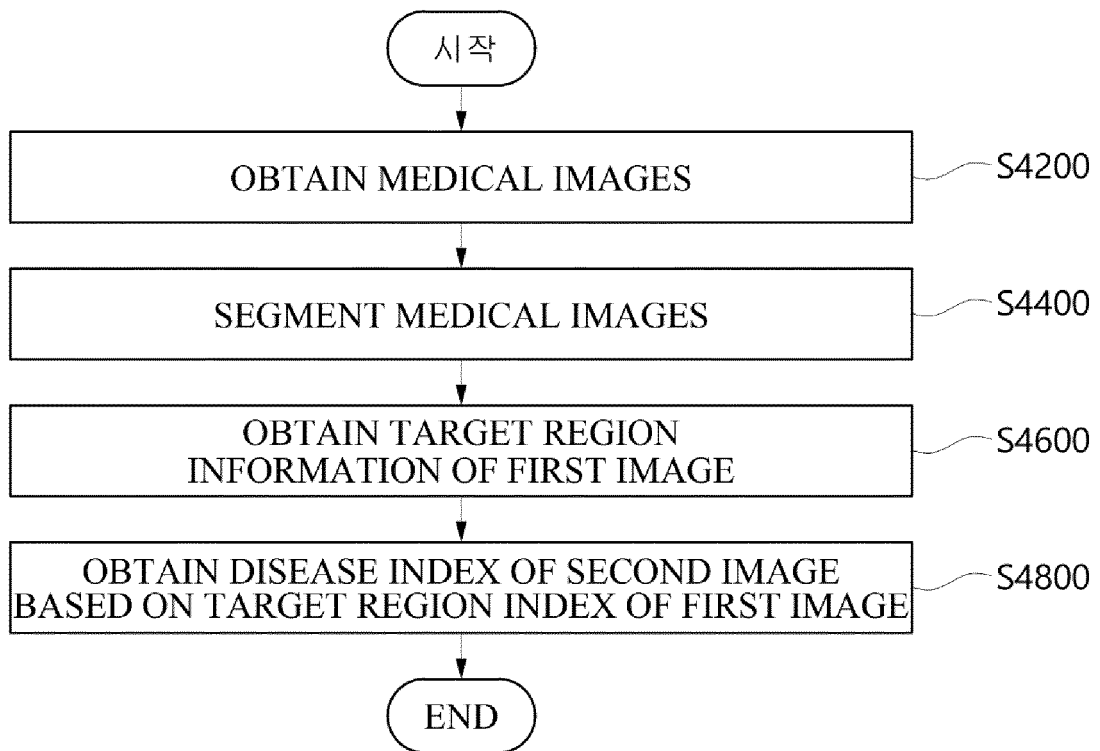 시작
OBTAIN MEDICAL IMAGES
S4200
SEGMENT MEDICAL IMAGES
S4400
OBTAIN TARGET REGION
INFORMATION OF FIRST IMAGE
S4600
OBTAIN DISEASE INDEX OF SECOND IMAGE
BASED ON TARGET REGION INDEX OF FIRST IMAGE
S4800
END